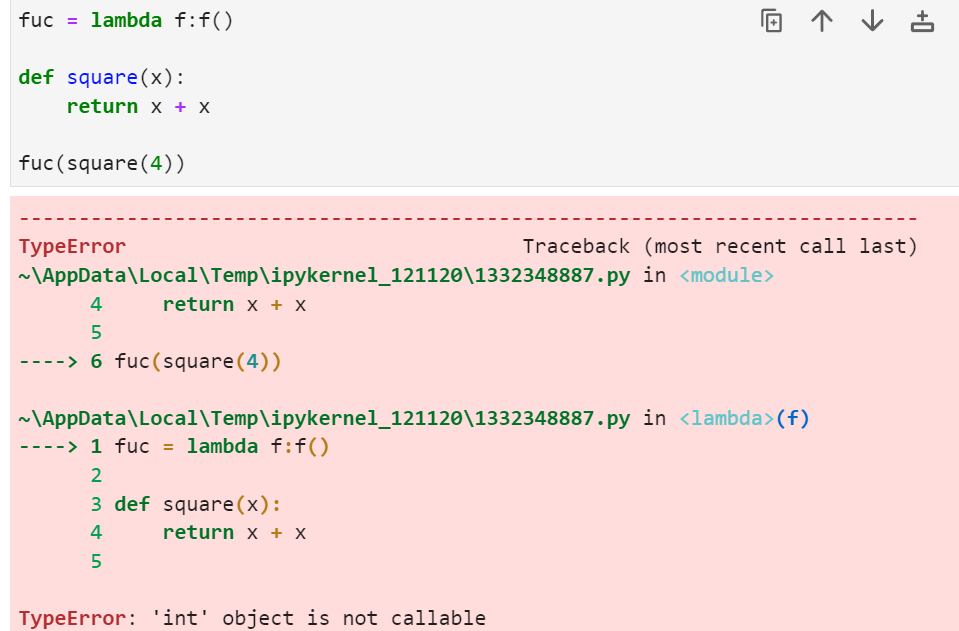 fuc = lambda f:f()
def square(x):
    return x + x
fuc(square(4))
---------------------------------------------------------------------------
TypeError                                 Traceback (most recent call last)
~\AppData\Local\Temp\ipykernel_121120\1332348887.py in <module>
      4     return x + x
      5
----> 6 fuc(square(4))
~\AppData\Local\Temp\ipykernel_121120\1332348887.py in <lambda>(f)
----> 1 fuc = lambda f:f()
      2
      3 def square(x):
      4     return x + x
      5
TypeError: 'int' object is not callable